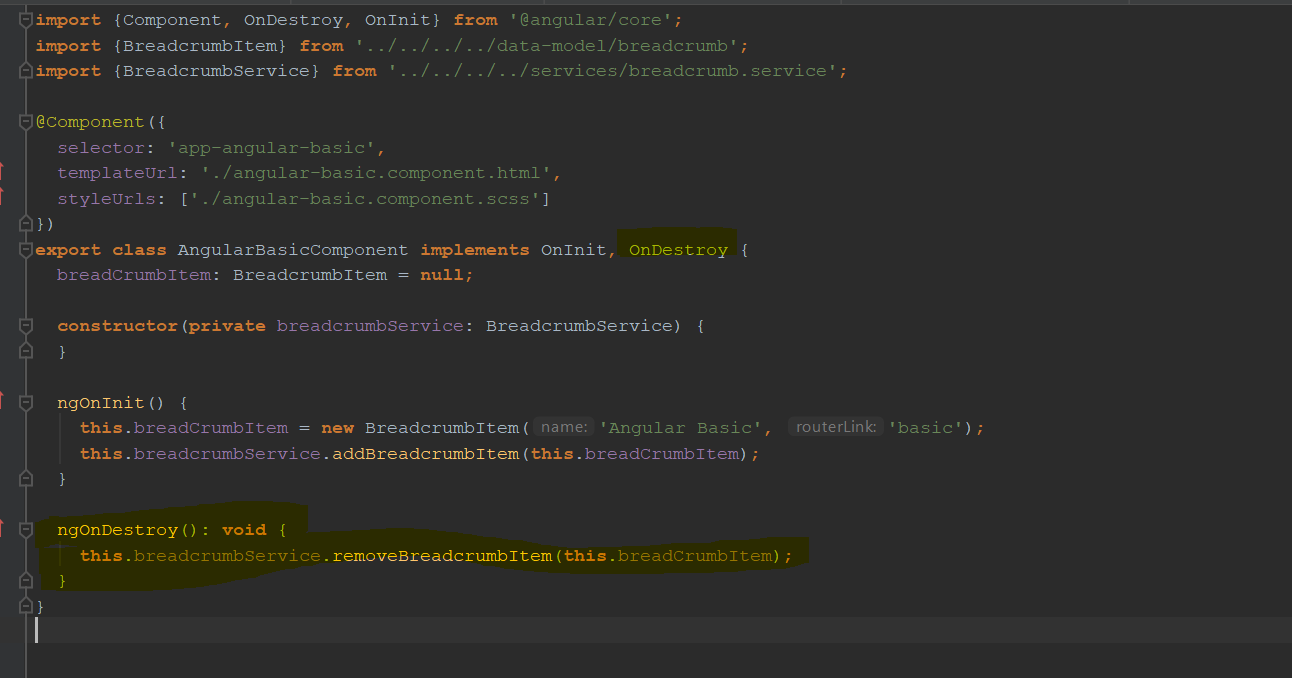 import {Component, OnDestroy, OnInit} from '@angular/core';
import {BreadcrumbItem} from '../../../../data-model/breadcrumb';
import {BreadcrumbService} from '../../../../services/breadcrumb.service';
@Component({
selector: 'app-angular-basic',
templateUrl: './angular-basic.component.html',
styleUrls: ['./angular-basic.component.scss']
})
export class AngularBasicComponent implements OnInit, OnDestroy {
breadCrumbItem: BreadcrumbItem = null;
constructor(private breadcrumbService: BreadcrumbService) {
}
ngOnInit() {
this.breadCrumbItem = new BreadcrumbItem( name: 'Angular Basic', routerLink: 'basic');
this.breadcrumbService.addBreadcrumbItem(this.breadCrumbItem);
}
ngOnDestroy(): void {
this.breadcrumbService.removeBreadcrumbItem(this.breadCrumbItem);
}
}